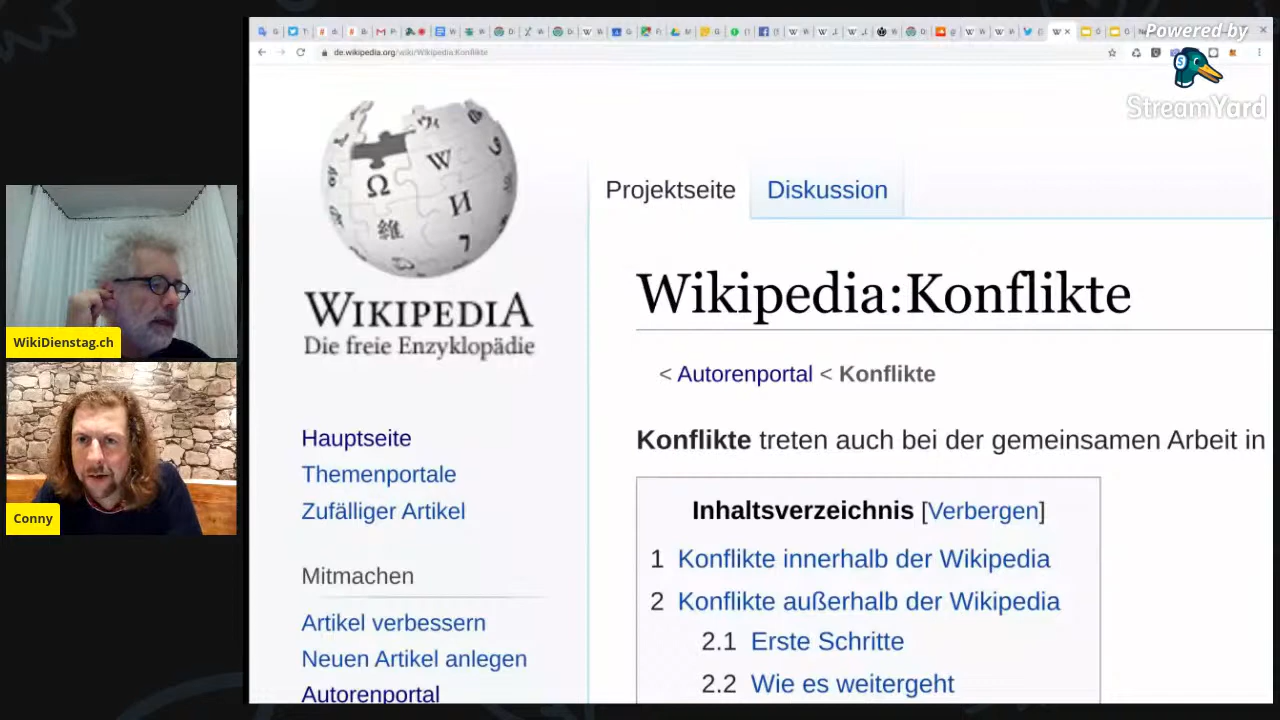 de.wikipedia.org/wiki/Wikipedia:Konflikte
Powered by
StreamYard
Ω W И 維 7
WIKIPEDIA
Die freie Enzyklopädie
Projektseite Diskussion
Wikipedia:Konflikte
< Autorenportal < Konflikte
Konflikte treten auch bei der gemeinsamen Arbeit in
Inhaltsverzeichnis [Verbergen]
1 Konflikte innerhalb der Wikipedia
2 Konflikte außerhalb der Wikipedia
2.1 Erste Schritte
2.2 Wie es weitergeht
Hauptseite
Themenportale
Zufälliger Artikel
Mitmachen
Artikel verbessern
Neuen Artikel anlegen
Autorenportal
WikiDienstag.ch
Conny